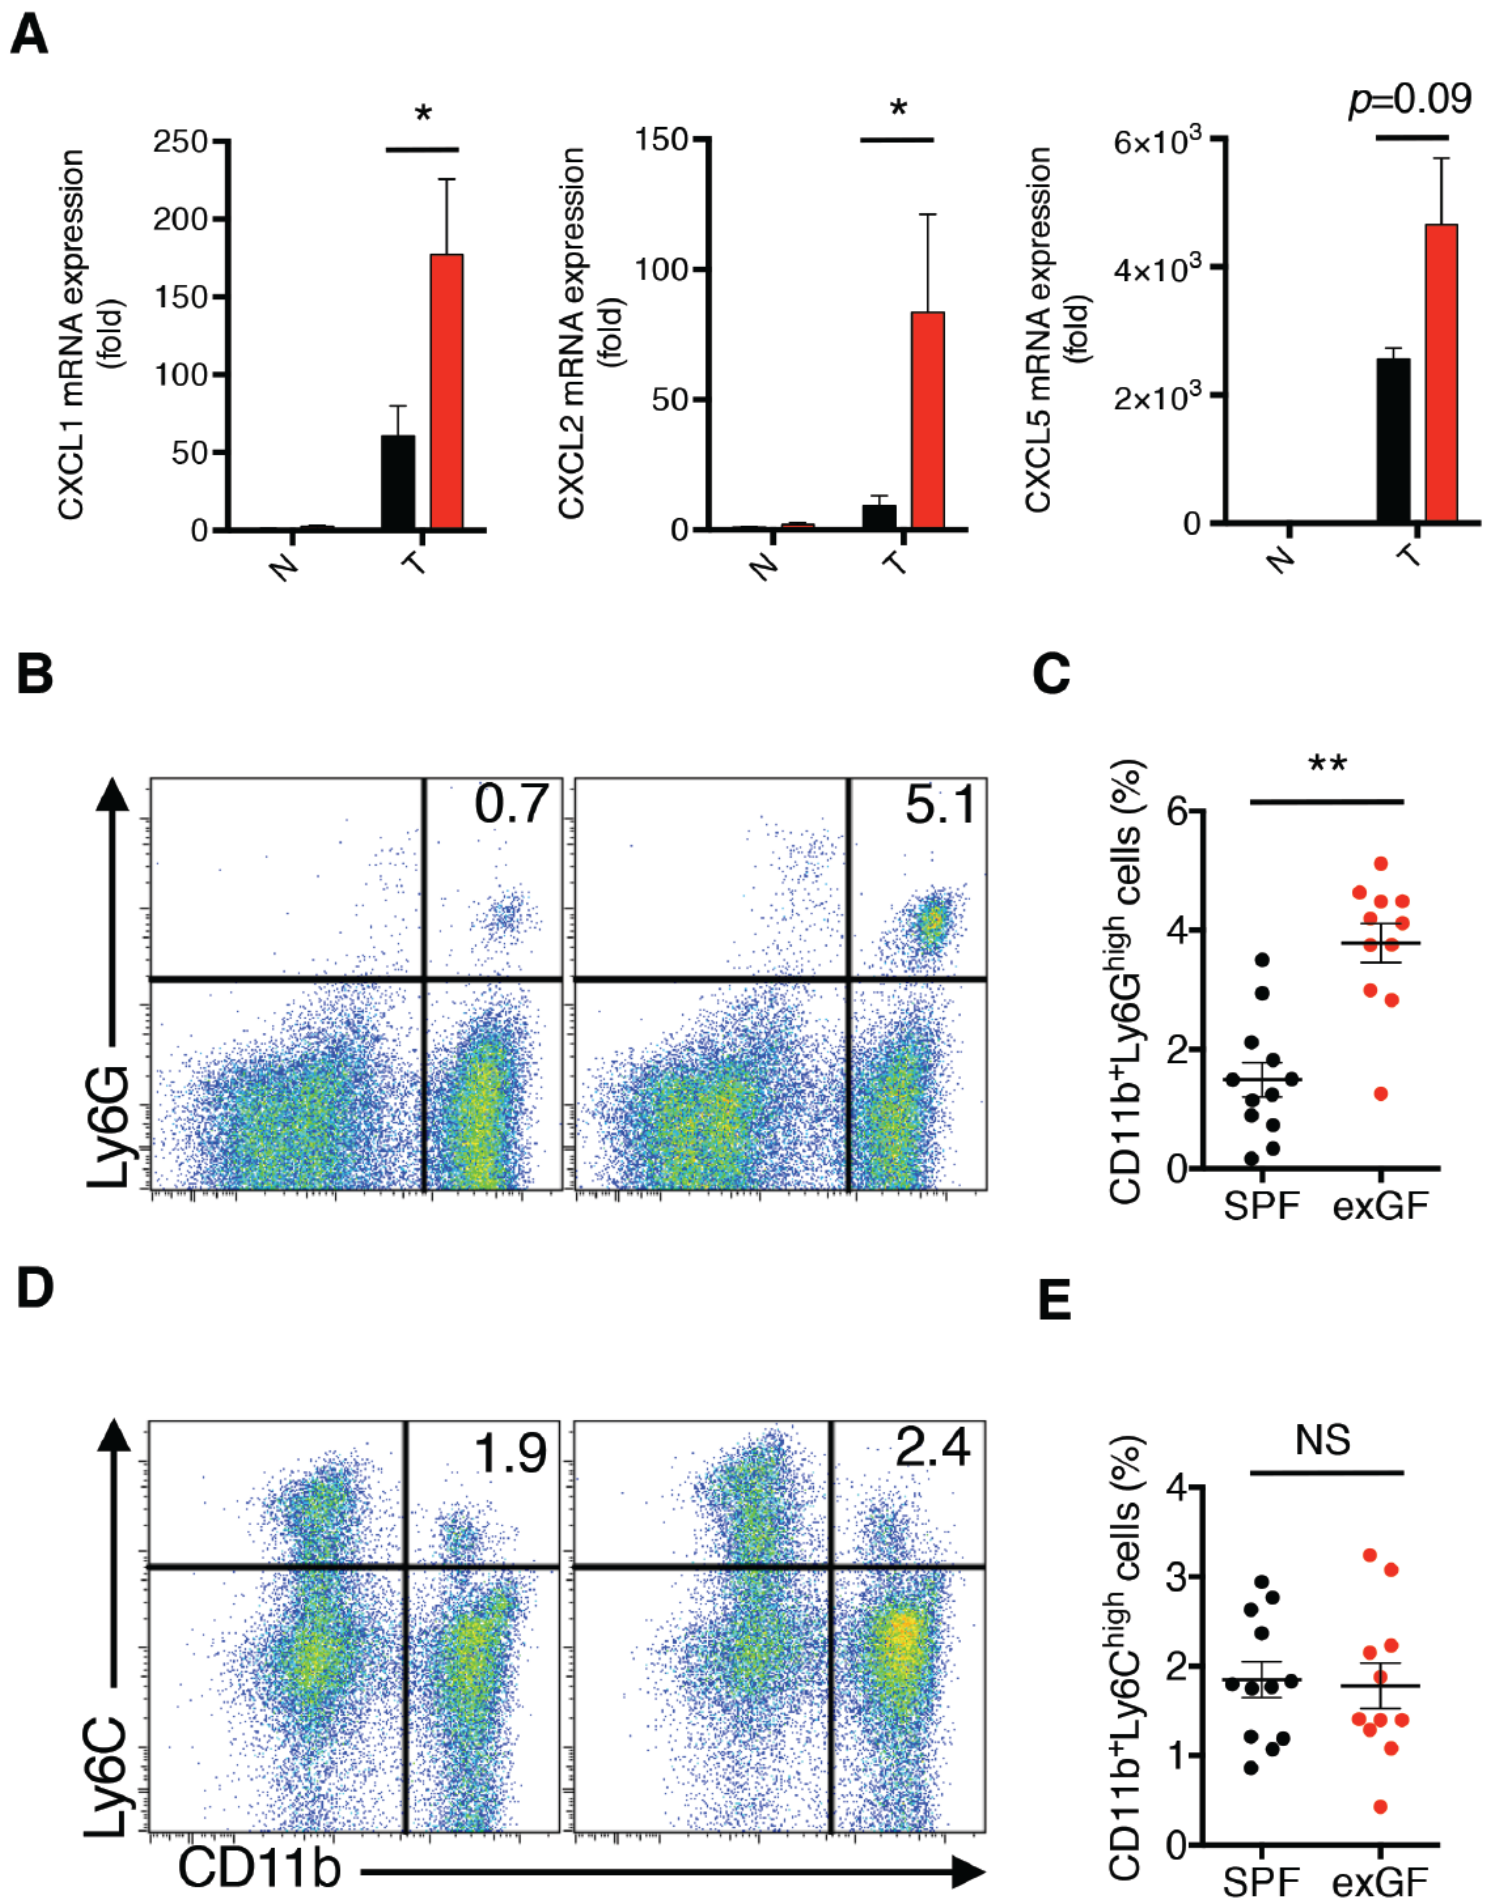 A
CXCL1 mRNA expression
(fold)
250
200
150
100
50
0
*
N
T
CXCL2 mRNA expression
(fold)
150
100
50
0
*
N
T
CXCL5 mRNA expression
(fold)
6×10³
4×10³
2×10³
0
p=0.09
N
T
B
Ly6G
0.7
5.1
C
CD11b⁺Ly6Gʰⁱᵍʰ cells (%)
6
4
2
0
**
SPF
exGF
D
Ly6C
1.9
2.4
CD11b
E
CD11b⁺Ly6Cʰⁱᵍʰ cells (%)
4
3
2
1
0
NS
SPF
exGF